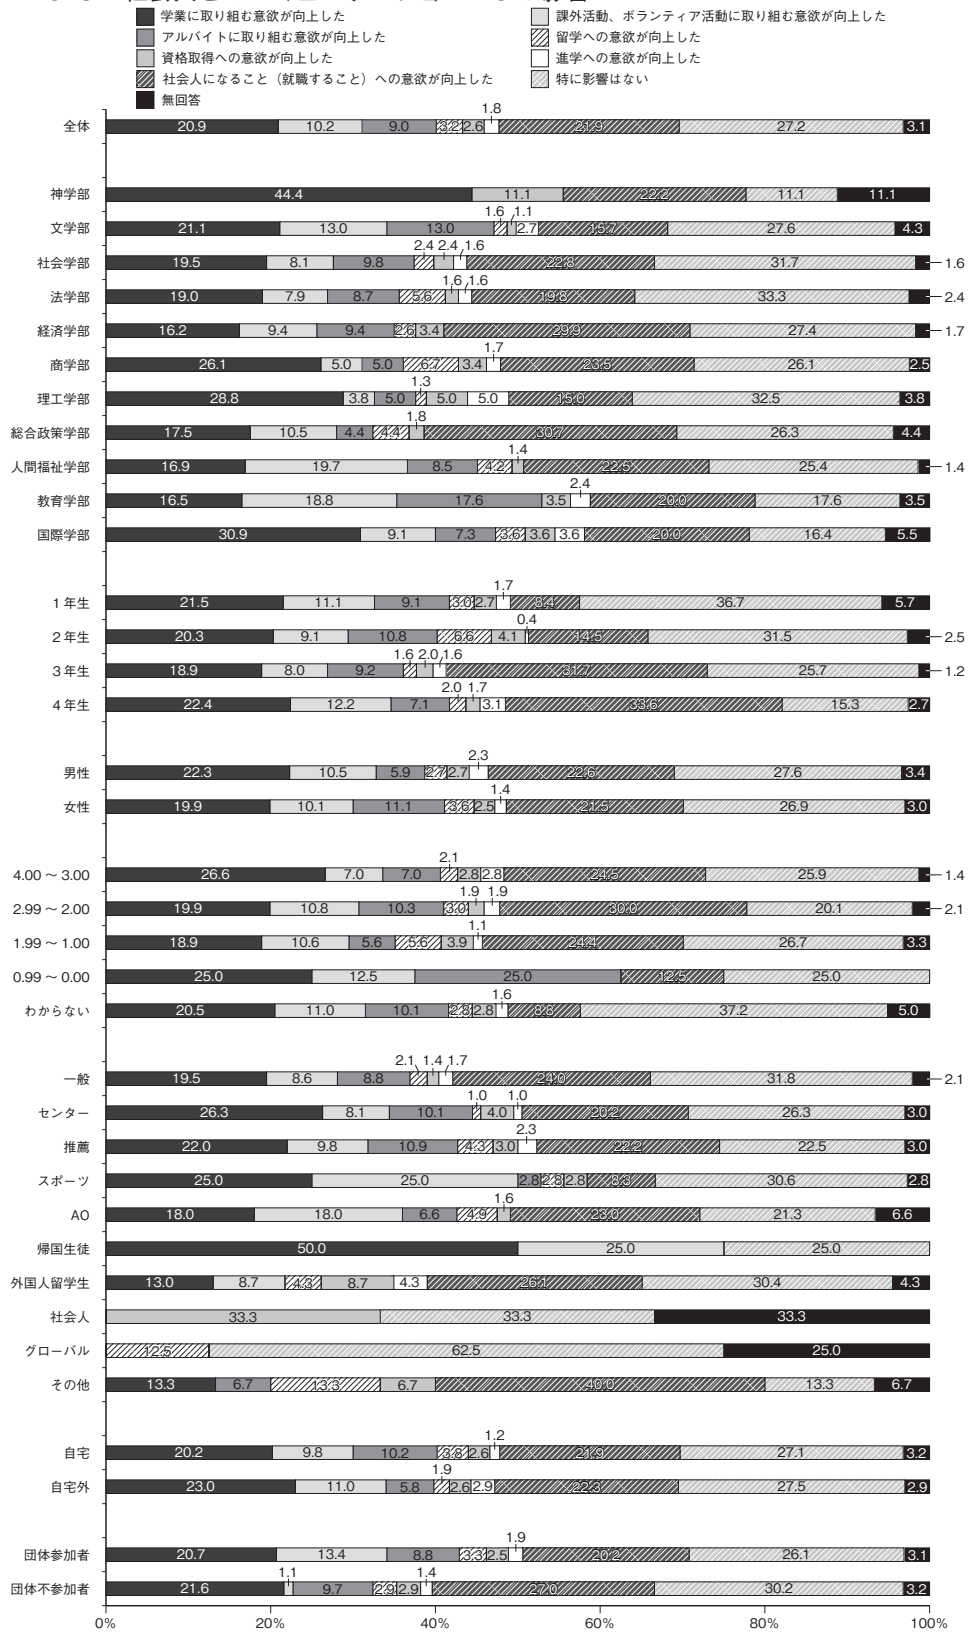 学業に取り組む意欲が向上した 課外活動、ボランティア活動に取り組む意欲が向上した
アルバイトに取り組む意欲が向上した 留学への意欲が向上した
資格取得への意欲が向上した 進学への意欲が向上した
社会人になること（就職すること）への意欲が向上した 特に影響はない
無回答
1.8
全体 20.9 10.2 9.0 3.2 2.6 21.9 27.2 3.1
神学部 44.4 11.1 22.2 11.1 11.1
1.6 1.1
文学部 21.1 13.0 13.0 2.7 15.7 27.6 4.3
2.4 2.4 1.6
社会学部 19.5 8.1 9.8 22.8 31.7 1.6
1.6 1.6
法学部 19.0 7.9 8.7 5.6 19.8 33.3 2.4
経済学部 16.2 9.4 9.4 2.6 3.4 29.9 27.4 1.7
1.7
商学部 26.1 5.0 5.0 6.7 3.4 23.5 26.1 2.5
1.3
理工学部 28.8 3.8 5.0 5.0 5.0 15.0 32.5 3.8
1.8
総合政策学部 17.5 10.5 4.4 4.4 30.7 26.3 4.4
1.4
人間福祉学部 16.9 19.7 8.5 4.2 22.5 25.4 1.4
2.4
教育学部 16.5 18.8 17.6 3.5 20.0 17.6 3.5
国際学部 30.9 9.1 7.3 3.6 3.6 3.6 20.0 16.4 5.5
1.7
1年生 21.5 11.1 9.1 3.0 2.7 8.4 36.7 5.7
0.4
2年生 20.3 9.1 10.8 6.6 4.1 14.5 31.5 2.5
1.6 2.0 1.6
3年生 18.9 8.0 9.2 31.7 25.7 1.2
2.0 1.7
4年生 22.4 12.2 7.1 3.1 33.6 15.3 2.7
2.3
男性 22.3 10.5 5.9 2.7 2.7 22.6 27.6 3.4
1.4
女性 19.9 10.1 11.1 3.6 2.5 21.5 26.9 3.0
2.1
4.00～3.00 26.6 7.0 7.0 2.8 2.8 24.5 25.9 1.4
1.9 1.9
2.99～2.00 19.9 10.8 10.3 3.0 30.0 20.1 2.1
1.1
1.99～1.00 18.9 10.6 5.6 5.6 3.9 24.4 26.7 3.3
0.99～0.00 25.0 12.5 25.0 12.5 25.0
1.6
わからない 20.5 11.0 10.1 2.8 2.8 8.8 37.2 5.0
2.1 1.4 1.7
一般 19.5 8.6 8.8 24.0 31.8 2.1
1.0 1.0
センター 26.3 8.1 10.1 4.0 20.2 26.3 3.0
2.3
推薦 22.0 9.8 10.9 4.3 3.0 22.2 22.5 3.0
スポーツ 25.0 25.0 2.8 2.8 2.8 8.3 30.6 2.8
1.6
AO 18.0 18.0 6.6 4.9 23.0 21.3 6.6
帰国生徒 50.0 25.0 25.0
外国人留学生 13.0 8.7 4.3 8.7 4.3 26.1 30.4 4.3
社会人 33.3 33.3 33.3
グローバル 12.5 62.5 25.0
その他 13.3 6.7 13.3 6.7 40.0 13.3 6.7
1.2
自宅 20.2 9.8 10.2 3.8 2.6 21.9 27.1 3.2
1.9
自宅外 23.0 11.0 5.8 2.6 2.9 22.3 27.5 2.9
1.9
団体参加者 20.7 13.4 8.8 3.3 2.5 20.2 26.1 3.1
1.1 1.4
団体不参加者 21.6 9.7 2.9 2.9 27.0 30.2 3.2
0% 20% 40% 60% 80% 100%